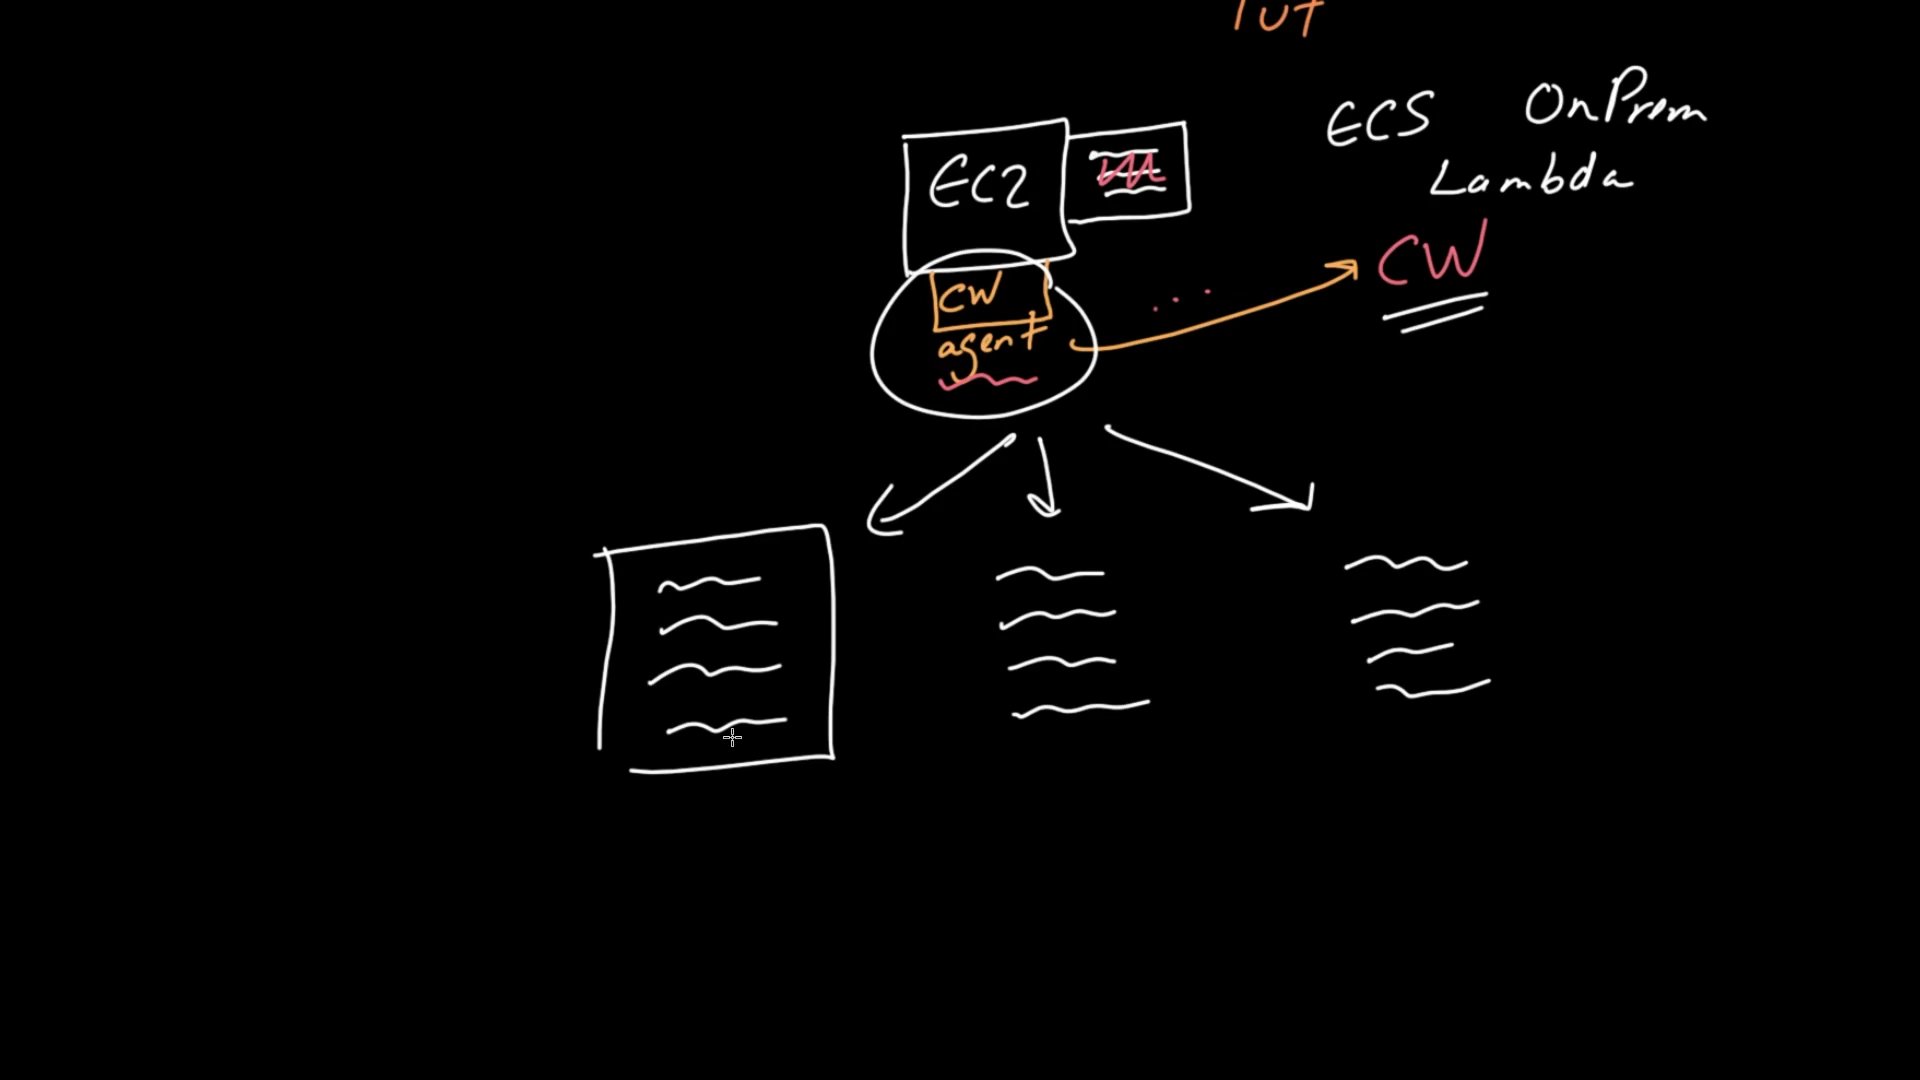 ECS OnPrem
EC2
Lambda
CW
CW
agent